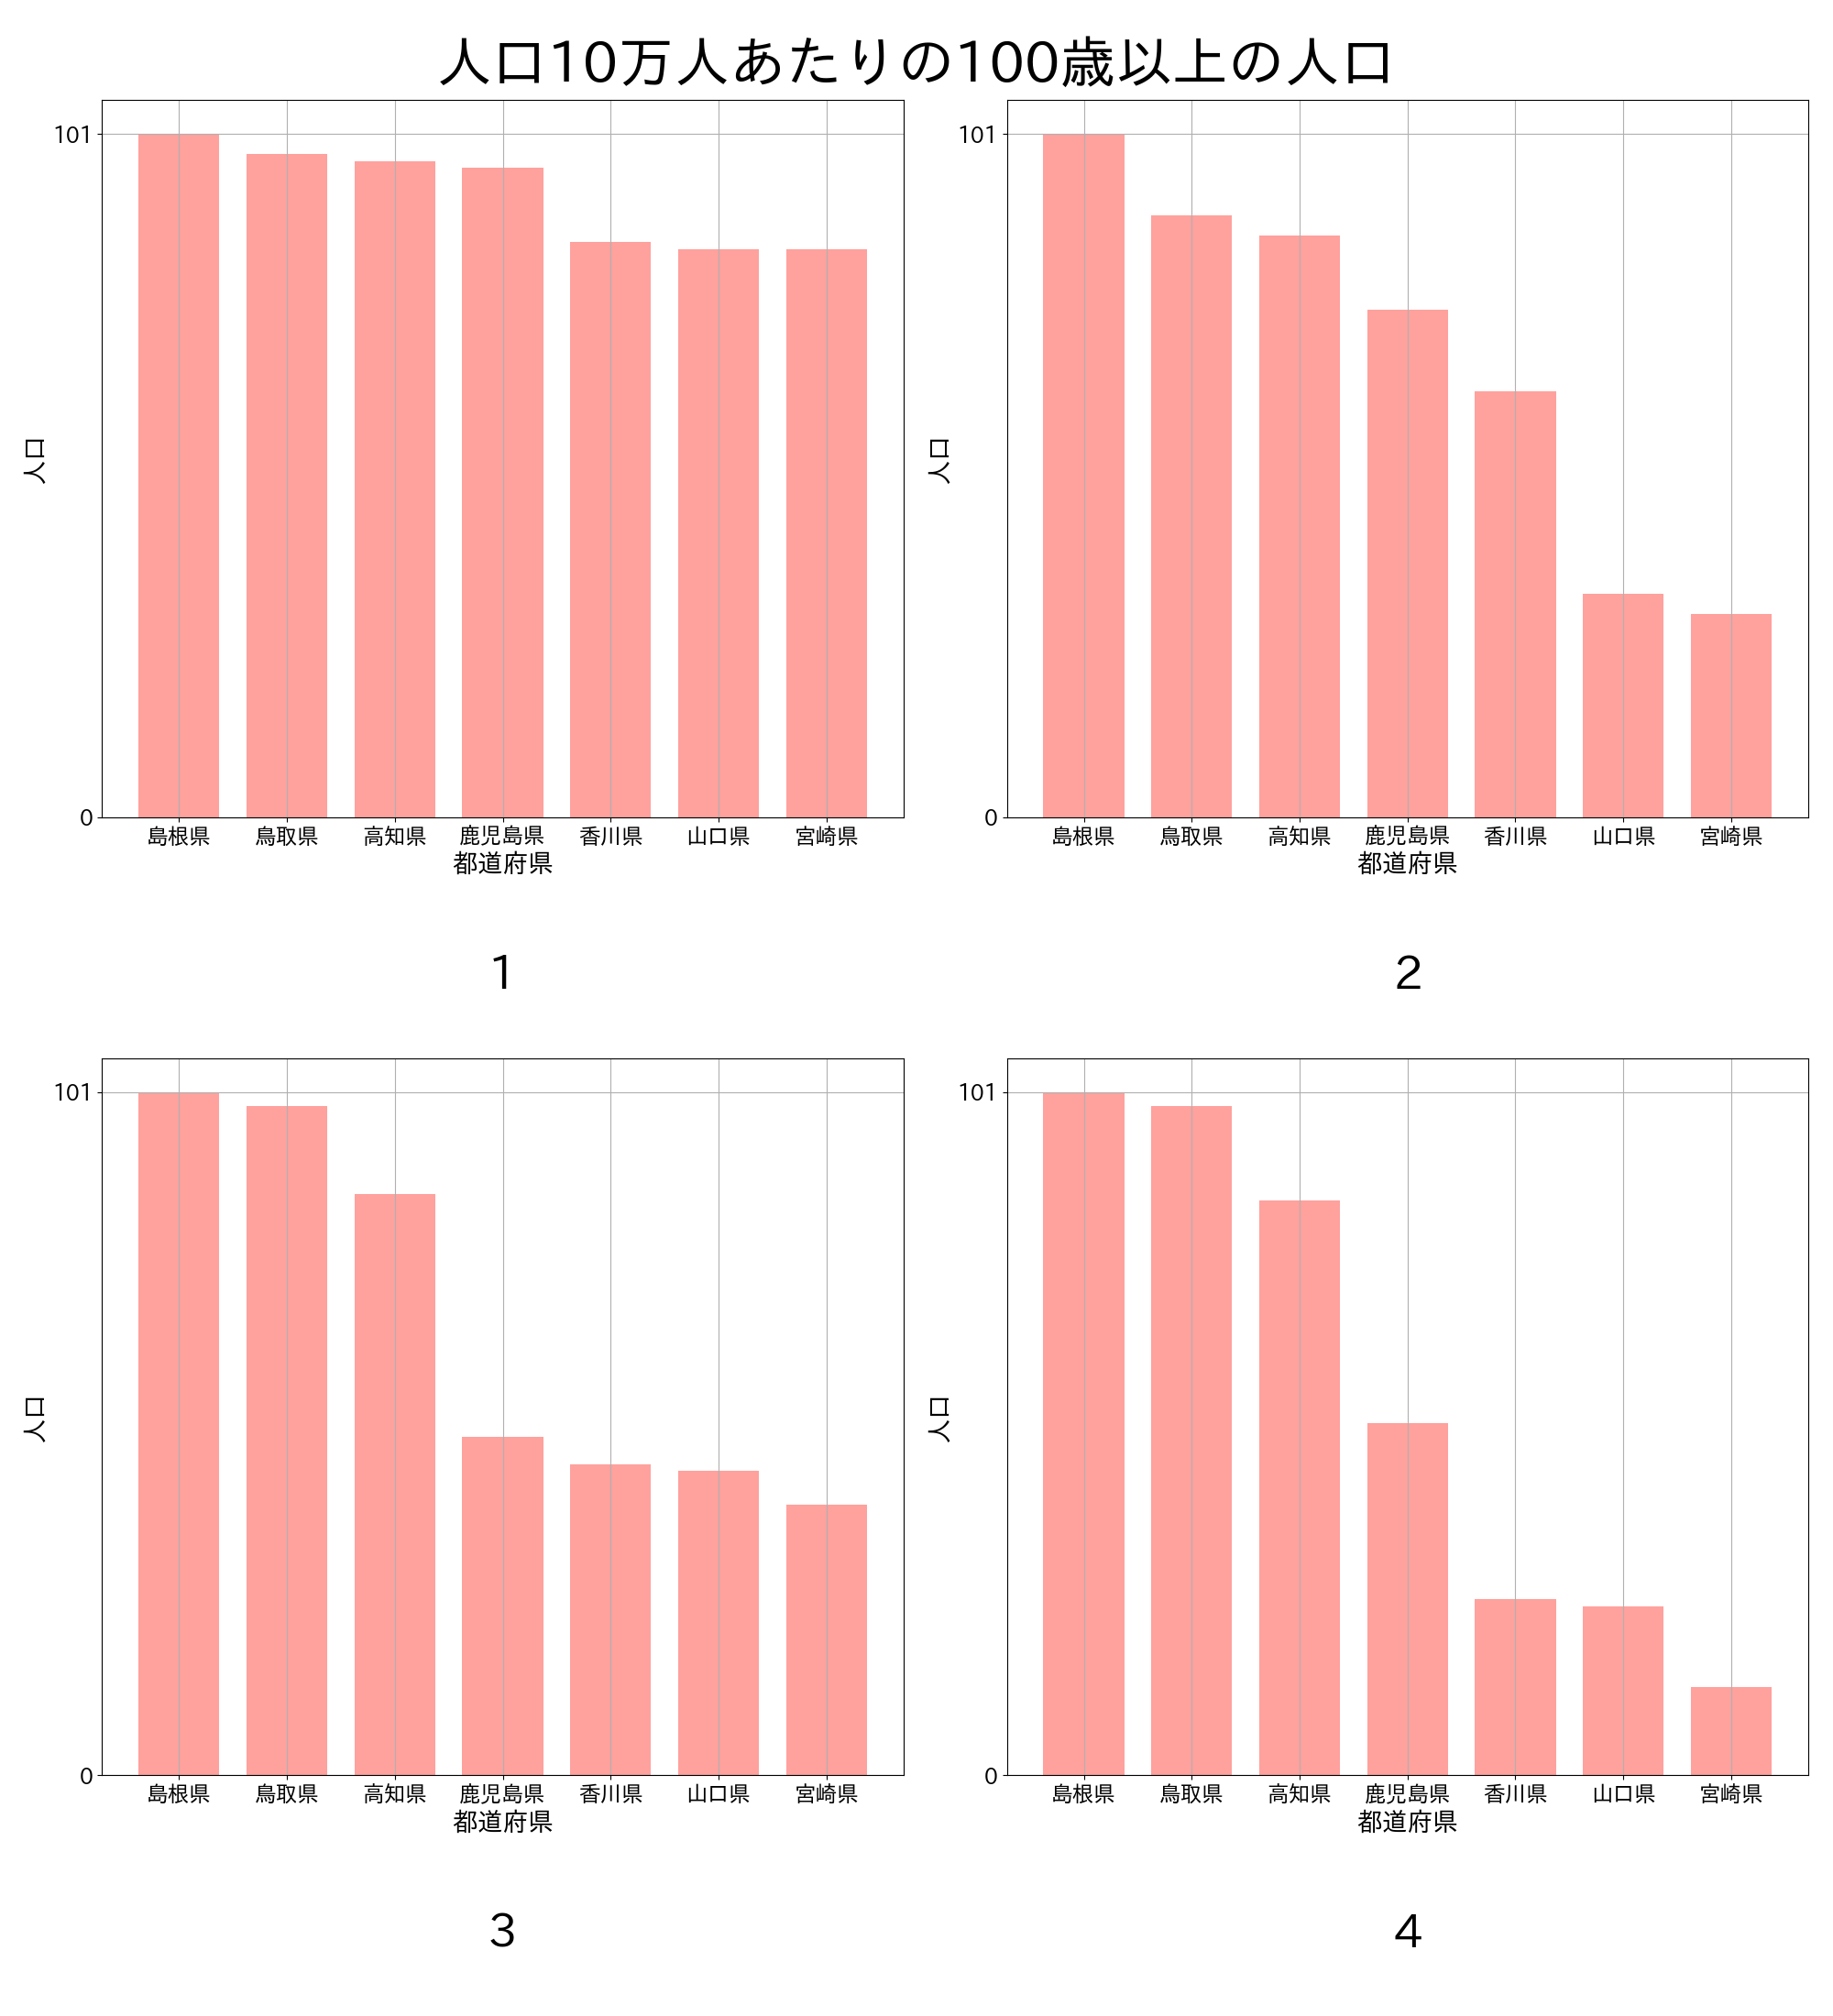 人口10万人あたりの100歳以上の人口
101
人口
0
島根県 鳥取県 高知県 鹿児島県 香川県 山口県 宮崎県
都道府県
1
101
人口
0
島根県 鳥取県 高知県 鹿児島県 香川県 山口県 宮崎県
都道府県
2
101
人口
0
島根県 鳥取県 高知県 鹿児島県 香川県 山口県 宮崎県
都道府県
3
101
人口
0
島根県 鳥取県 高知県 鹿児島県 香川県 山口県 宮崎県
都道府県
4